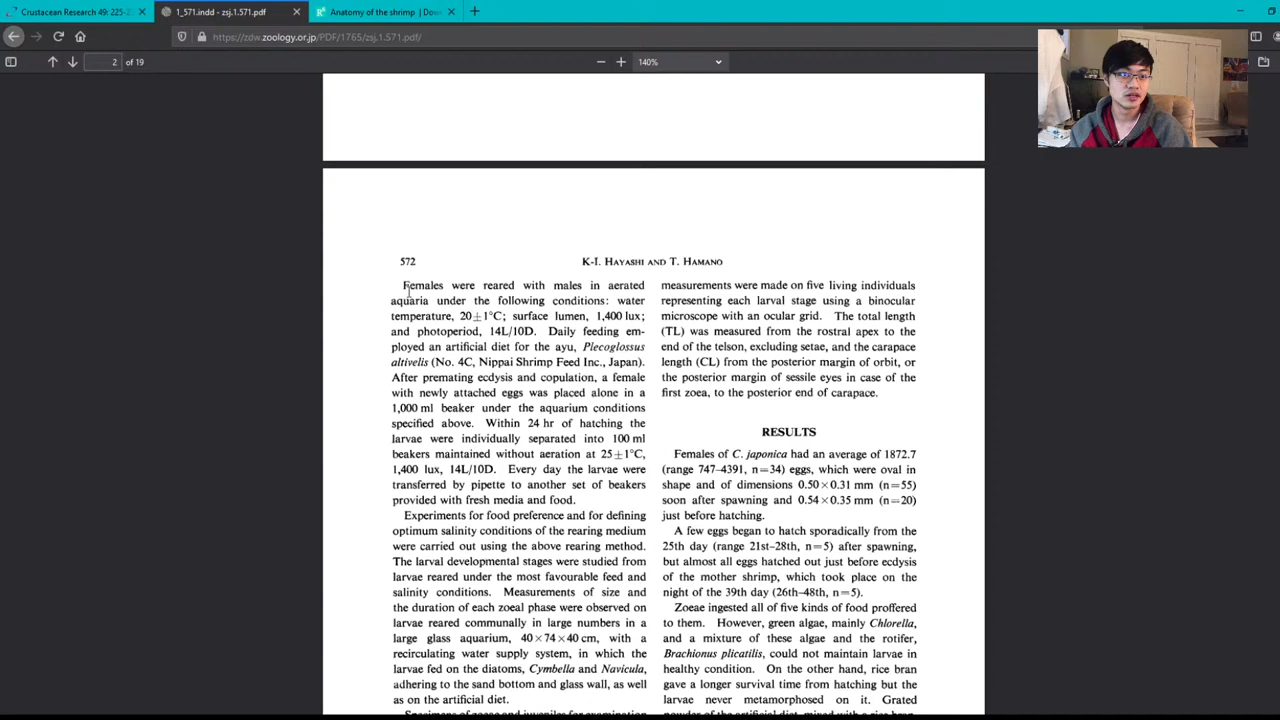 Crustacean Research 49: 225-2
1_571.indd - zsj.1.571.pdf
Anatomy of the shrimp | Dow
https://zdw.zoology.or.jp/PDF/1765/zsj.1.571.pdf/
2 of 19
140%
572
K-I. HAYASHI AND T. HAMANO
Females were reared with males in aerated
aquaria under the following conditions: water
temperature, 20±1°C; surface lumen, 1,400 lux;
and photoperiod, 14L/10D. Daily feeding em-
ployed an artificial diet for the ayu, Plecoglossus
altivelis (No. 4C, Nippai Shrimp Feed Inc., Japan).
After premating ecdysis and copulation, a female
with newly attached eggs was placed alone in a
1,000 ml beaker under the aquarium conditions
specified above. Within 24 hr of hatching the
larvae were individually separated into 100 ml
beakers maintained without aeration at 25±1°C,
1,400 lux, 14L/10D. Every day the larvae were
transferred by pipette to another set of beakers
provided with fresh media and food.
Experiments for food preference and for defining
optimum salinity conditions of the rearing medium
were carried out using the above rearing method.
The larval developmental stages were studied from
larvae reared under the most favourable feed and
salinity conditions. Measurements of size and
the duration of each zoeal phase were observed on
larvae reared communally in large numbers in a
large glass aquarium, 40×74×40 cm, with a
recirculating water supply system, in which the
larvae fed on the diatoms, Cymbella and Navicula,
adhering to the sand bottom and glass wall, as well
as on the artificial diet.
Specimens of zoeae and juveniles for examination
measurements were made on five living individuals
representing each larval stage using a binocular
microscope with an ocular grid. The total length
(TL) was measured from the rostral apex to the
end of the telson, excluding setae, and the carapace
length (CL) from the posterior margin of orbit, or
the posterior margin of sessile eyes in case of the
first zoea, to the posterior end of carapace.
RESULTS
Females of C. japonica had an average of 1872.7
(range 747-4391, n=34) eggs, which were oval in
shape and of dimensions 0.50×0.31 mm (n=55)
soon after spawning and 0.54×0.35 mm (n=20)
just before hatching.
A few eggs began to hatch sporadically from the
25th day (range 21st-28th, n=5) after spawning,
but almost all eggs hatched out just before ecdysis
of the mother shrimp, which took place on the
night of the 39th day (26th-48th, n=5).
Zoeae ingested all of five kinds of food proffered
to them. However, green algae, mainly Chlorella,
and a mixture of these algae and the rotifer,
Brachionus plicatilis, could not maintain larvae in
healthy condition. On the other hand, rice bran
gave a longer survival time from hatching but the
larvae never metamorphosed on it. Grated
powder of the artificial diet, mixed with a rice bran